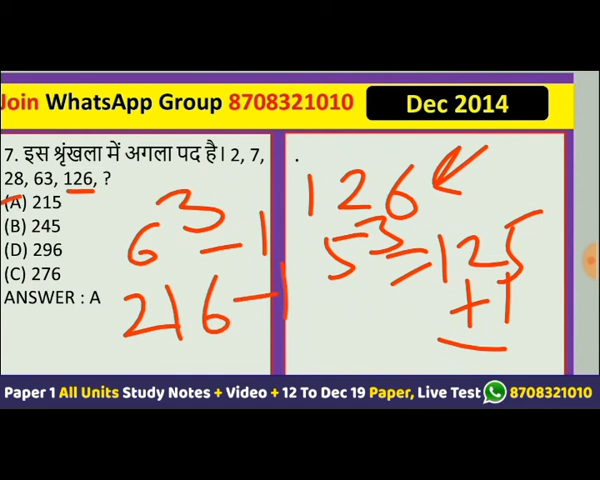 Join WhatsApp Group 8708321010
Dec 2014
7. इस श्रृंखला में अगला पद है। 2, 7,
28, 63, 126, ?
(A) 215
(B) 245
(D) 296
(C) 276
ANSWER : A
6³ – 1
216 – 1
.
126
5³ = 125
+1
Paper 1 All Units Study Notes + Video + 12 To Dec 19 Paper, Live Test 8708321010